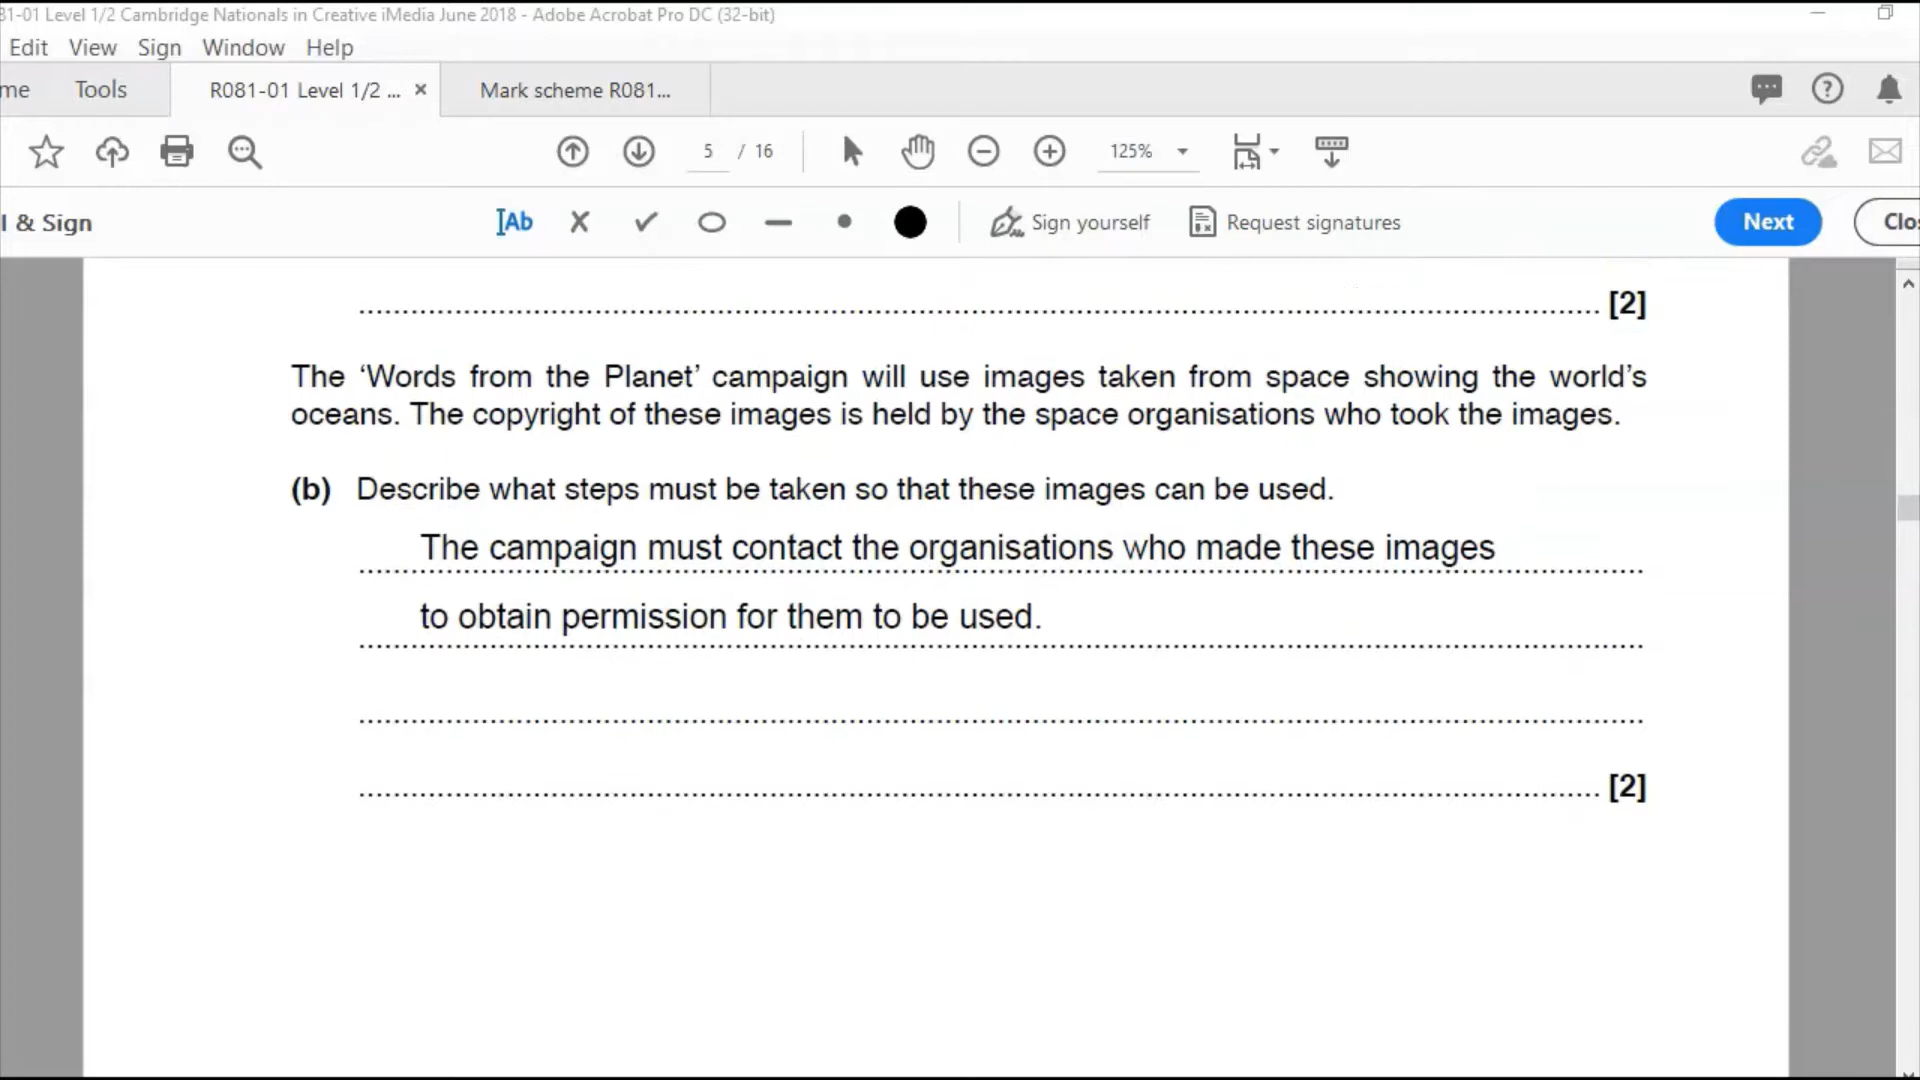 81-01 Level 1/2 Cambridge Nationals in Creative iMedia June 2018 - Adobe Acrobat Pro DC (32-bit)
Edit View Sign Window Help
me Tools R081-01 Level 1/2 ... × Mark scheme R081...
5 / 16 125%
l & Sign Ab Sign yourself Request signatures Next Clo
[2]
The ‘Words from the Planet’ campaign will use images taken from space showing the world’s
oceans. The copyright of these images is held by the space organisations who took the images.
(b) Describe what steps must be taken so that these images can be used.
The campaign must contact the organisations who made these images
to obtain permission for them to be used.
[2]